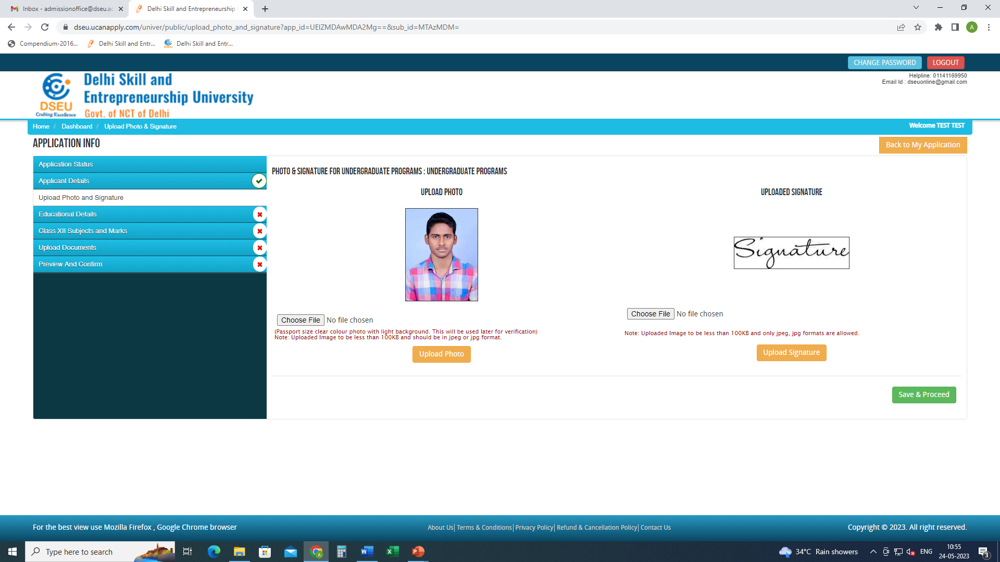 Inbox - admissionoffice@dseu.ac
Delhi Skill and Entrepreneurship
dseu.ucanapply.com/univer/public/upload_photo_and_signature?app_id=UEIZMDAwMDA2Mg==&sub_id=MTAzMDM=
A
Compendium-2016...
Delhi Skill and Entr...
Delhi Skill and Entr...
CHANGE PASSWORD
LOGOUT
Helpline: 01141169950
Email Id : dseuonline@gmail.com
DSEU
Crafting Excellence
Delhi Skill and
Entrepreneurship University
Govt. of NCT of Delhi
Home / Dashboard / Upload Photo & Signature
Welcome TEST TEST
APPLICATION INFO
Back to My Application
Application Status
Applicant Details
Upload Photo and Signature
Educational Details
Class XII Subjects and Marks
Upload Documents
Preview And Confirm
PHOTO & SIGNATURE FOR UNDERGRADUATE PROGRAMS : UNDERGRADUATE PROGRAMS
UPLOAD PHOTO
Choose File No file chosen
(Passport size clear colour photo with light background. This will be used later for verification)
Note: Uploaded Image to be less than 100KB and should be in jpeg or jpg format.
Upload Photo
UPLOADED SIGNATURE
Signature
Choose File No file chosen
Note: Uploaded Image to be less than 100KB and only jpeg, jpg formats are allowed.
Upload Signature
Save & Proceed
For the best view use Mozilla Firefox , Google Chrome browser
About Us| Terms & Conditions| Privacy Policy| Refund & Cancellation Policy| Contact Us
Copyright © 2023. All right reserved.
Type here to search
34°C Rain showers
ENG
10:55
24-05-2023
3